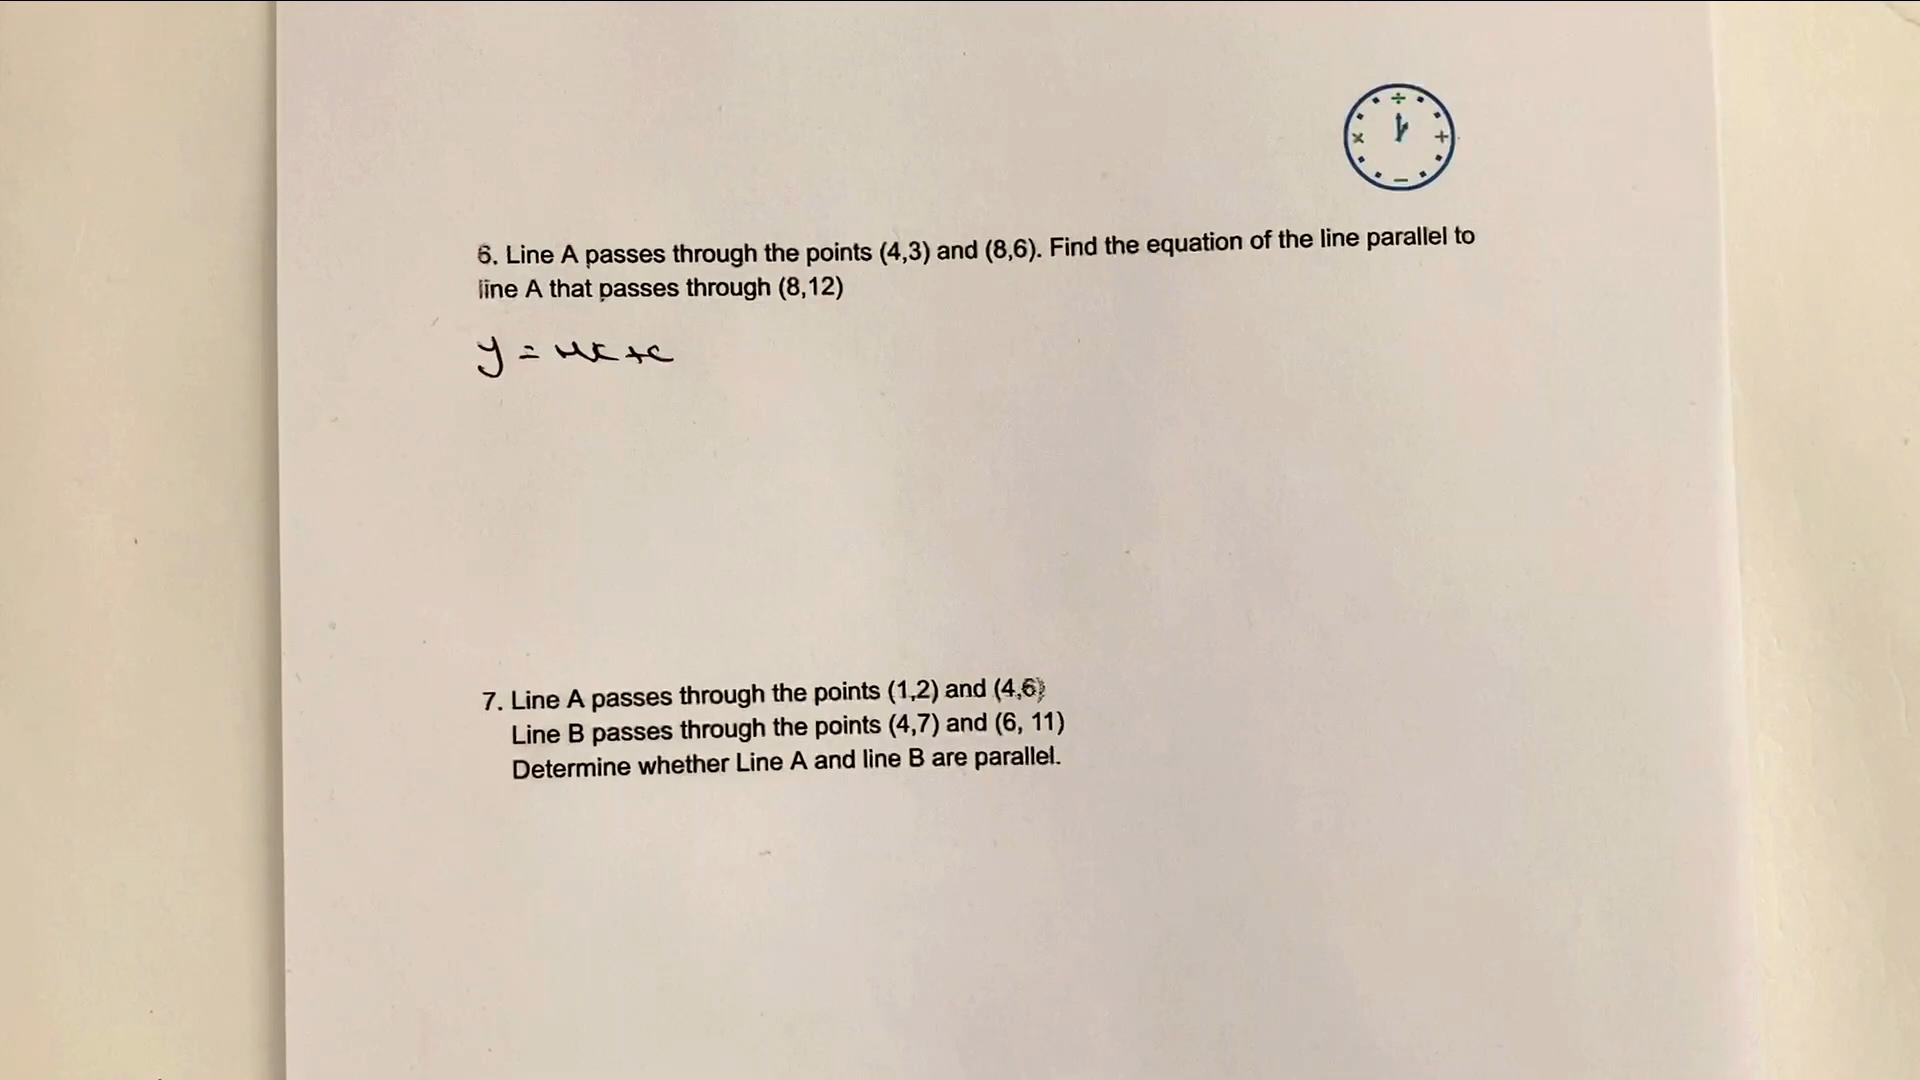 6. Line A passes through the points (4,3) and (8,6). Find the equation of the line parallel to
line A that passes through (8,12)
y = mx + c
7. Line A passes through the points (1,2) and (4,6)
Line B passes through the points (4,7) and (6, 11)
Determine whether Line A and line B are parallel.